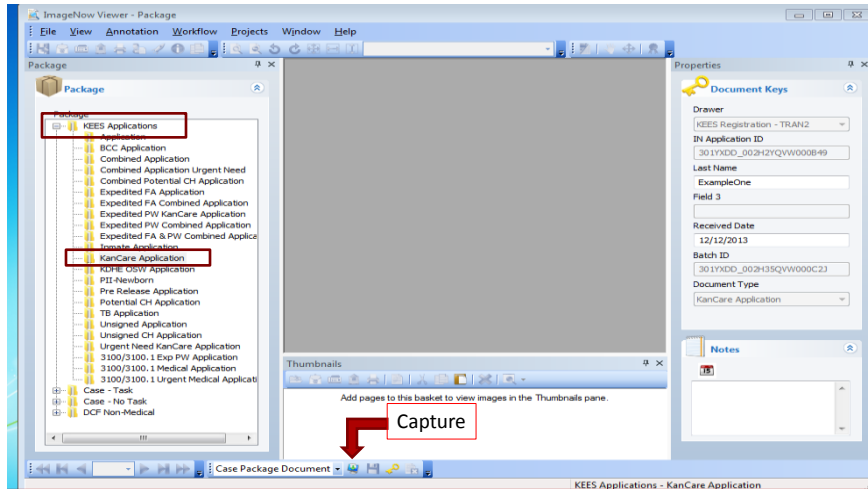 ImageNow Viewer - Package
File View Annotation Workflow Projects Window Help
Package
Properties
Package
Document Keys
Package
KEES Applications
Application
BCC Application
Combined Application
Combined Application Urgent Need
Combined Potential CH Application
Expedited FA Application
Expedited FA Combined Application
Expedited PW KanCare Application
Expedited PW Combined Application
Expedited FA & PW Combined Applica
Inmate Application
KanCare Application
KDHE OSW Application
PII-Newborn
Pre Release Application
Potential CH Application
TB Application
Unsigned Application
Unsigned CH Application
Urgent Need KanCare Application
3100/3100.1 Exp PW Application
3100/3100.1 Medical Application
3100/3100.1 Urgent Medical Applicati
Case - Task
Case - No Task
DCF Non-Medical
Drawer
KEES Registration - TRAN2
IN Application ID
301YXDD_002H2YQVW000B49
Last Name
ExampleOne
Field 3
Received Date
12/12/2013
Batch ID
301YXDD_002H35QVW000C2J
Document Type
KanCare Application
Notes
15
Thumbnails
Add pages to this basket to view images in the Thumbnails pane.
Capture
Case Package Document
KEES Applications - KanCare Application